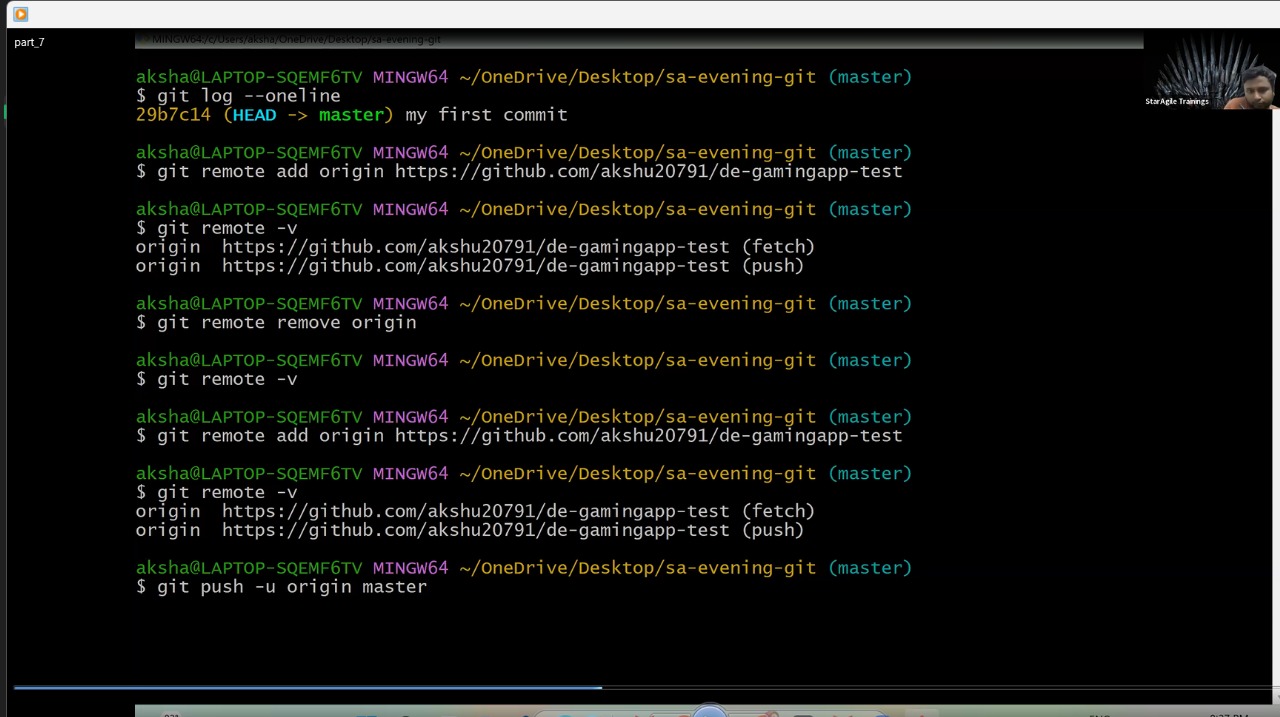 part_7
MINGW64:/c/Users/aksha/OneDrive/Desktop/sa-evening-git
StarAgile Trainings
aksha@LAPTOP-SQEMF6TV MINGW64 ~/OneDrive/Desktop/sa-evening-git (master)
$ git log --oneline
29b7c14 (HEAD -> master) my first commit
aksha@LAPTOP-SQEMF6TV MINGW64 ~/OneDrive/Desktop/sa-evening-git (master)
$ git remote add origin https://github.com/akshu20791/de-gamingapp-test
aksha@LAPTOP-SQEMF6TV MINGW64 ~/OneDrive/Desktop/sa-evening-git (master)
$ git remote -v
origin  https://github.com/akshu20791/de-gamingapp-test (fetch)
origin  https://github.com/akshu20791/de-gamingapp-test (push)
aksha@LAPTOP-SQEMF6TV MINGW64 ~/OneDrive/Desktop/sa-evening-git (master)
$ git remote remove origin
aksha@LAPTOP-SQEMF6TV MINGW64 ~/OneDrive/Desktop/sa-evening-git (master)
$ git remote -v
aksha@LAPTOP-SQEMF6TV MINGW64 ~/OneDrive/Desktop/sa-evening-git (master)
$ git remote add origin https://github.com/akshu20791/de-gamingapp-test
aksha@LAPTOP-SQEMF6TV MINGW64 ~/OneDrive/Desktop/sa-evening-git (master)
$ git remote -v
origin  https://github.com/akshu20791/de-gamingapp-test (fetch)
origin  https://github.com/akshu20791/de-gamingapp-test (push)
aksha@LAPTOP-SQEMF6TV MINGW64 ~/OneDrive/Desktop/sa-evening-git (master)
$ git push -u origin master